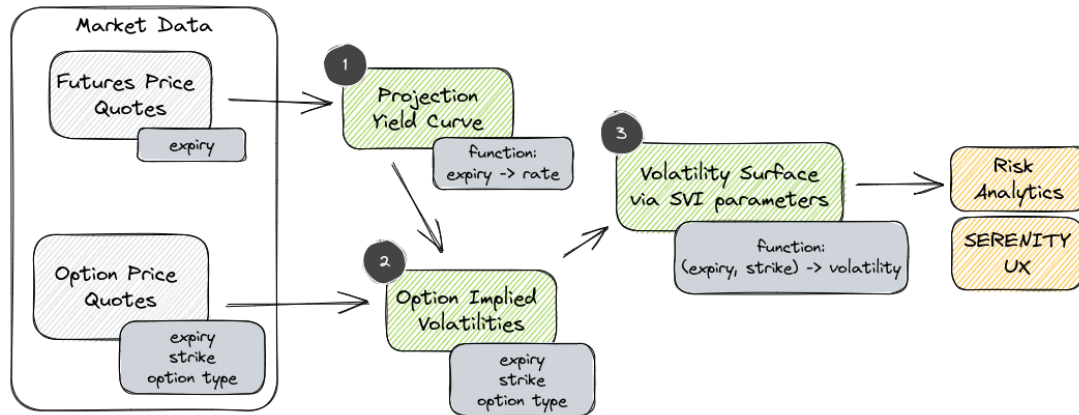 Market Data
Futures Price
Quotes
expiry
Option Price
Quotes
expiry
strike
option type
1
Projection
Yield Curve
function:
expiry -> rate
2
Option Implied
Volatilities
expiry
strike
option type
3
Volatility Surface
via SVI parameters
function:
(expiry, strike) -> volatility
Risk
Analytics
SERENITY
UX